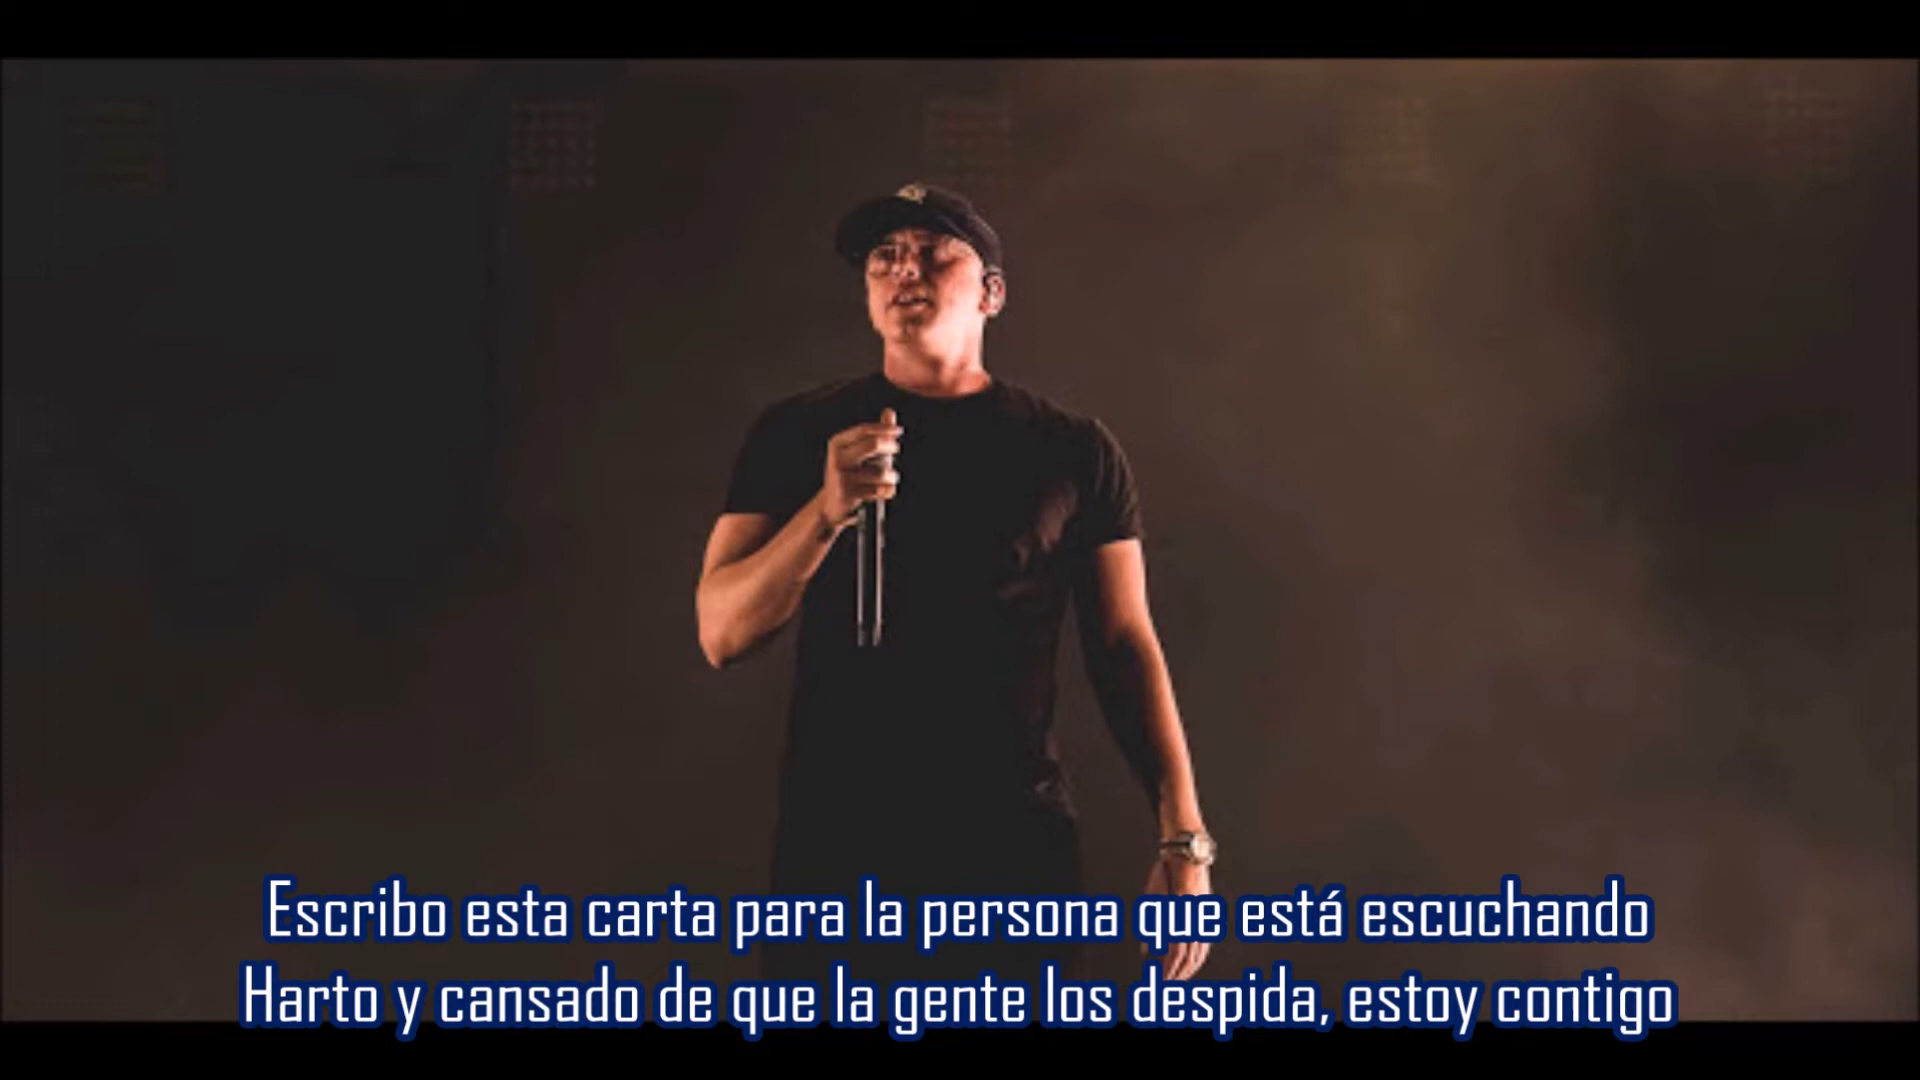 Escribo esta carta para la persona que está escuchando
Harto y cansado de que la gente los despida, estoy contigo